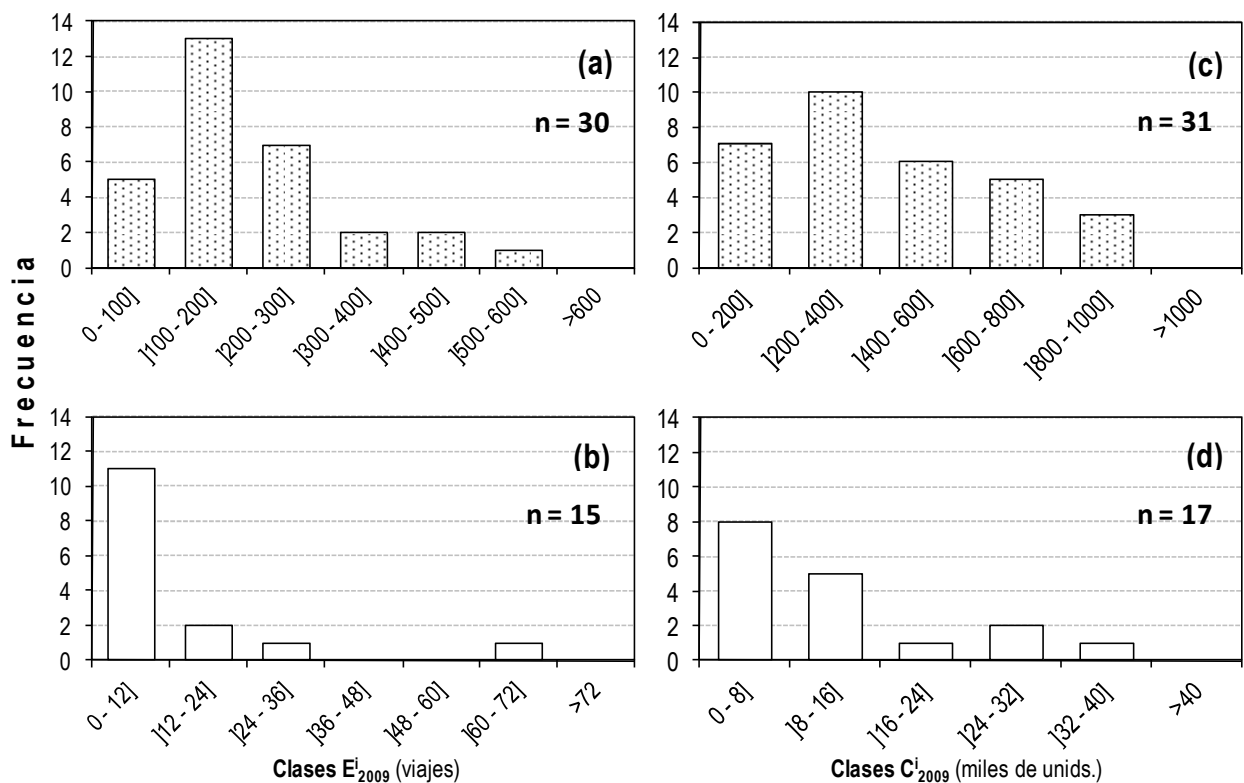 Frecuencia
14
12
10
8
6
4
2
0
(a)
n = 30
0 - 100]
]100 - 200]
]200 - 300]
]300 - 400]
]400 - 500]
]500 - 600]
>600
14
12
10
8
6
4
2
0
(c)
n = 31
0 - 200]
]200 - 400]
]400 - 600]
]600 - 800]
]800 - 1000]
>1000
14
12
10
8
6
4
2
0
(b)
n = 15
0 - 12]
]12 - 24]
]24 - 36]
]36 - 48]
]48 - 60]
]60 - 72]
>72
Clases Eⁱ₂₀₀₉ (viajes)
14
12
10
8
6
4
2
0
(d)
n = 17
0 - 8]
]8 - 16]
]16 - 24]
]24 - 32]
]32 - 40]
>40
Clases Cⁱ₂₀₀₉ (miles de unids.)